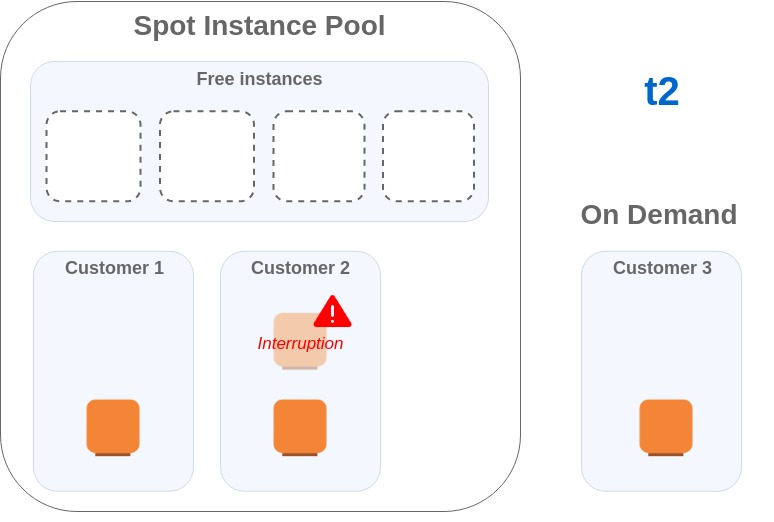 Spot Instance Pool
Free instances
t2
On Demand
Customer 1
Customer 2
Customer 3
Interruption